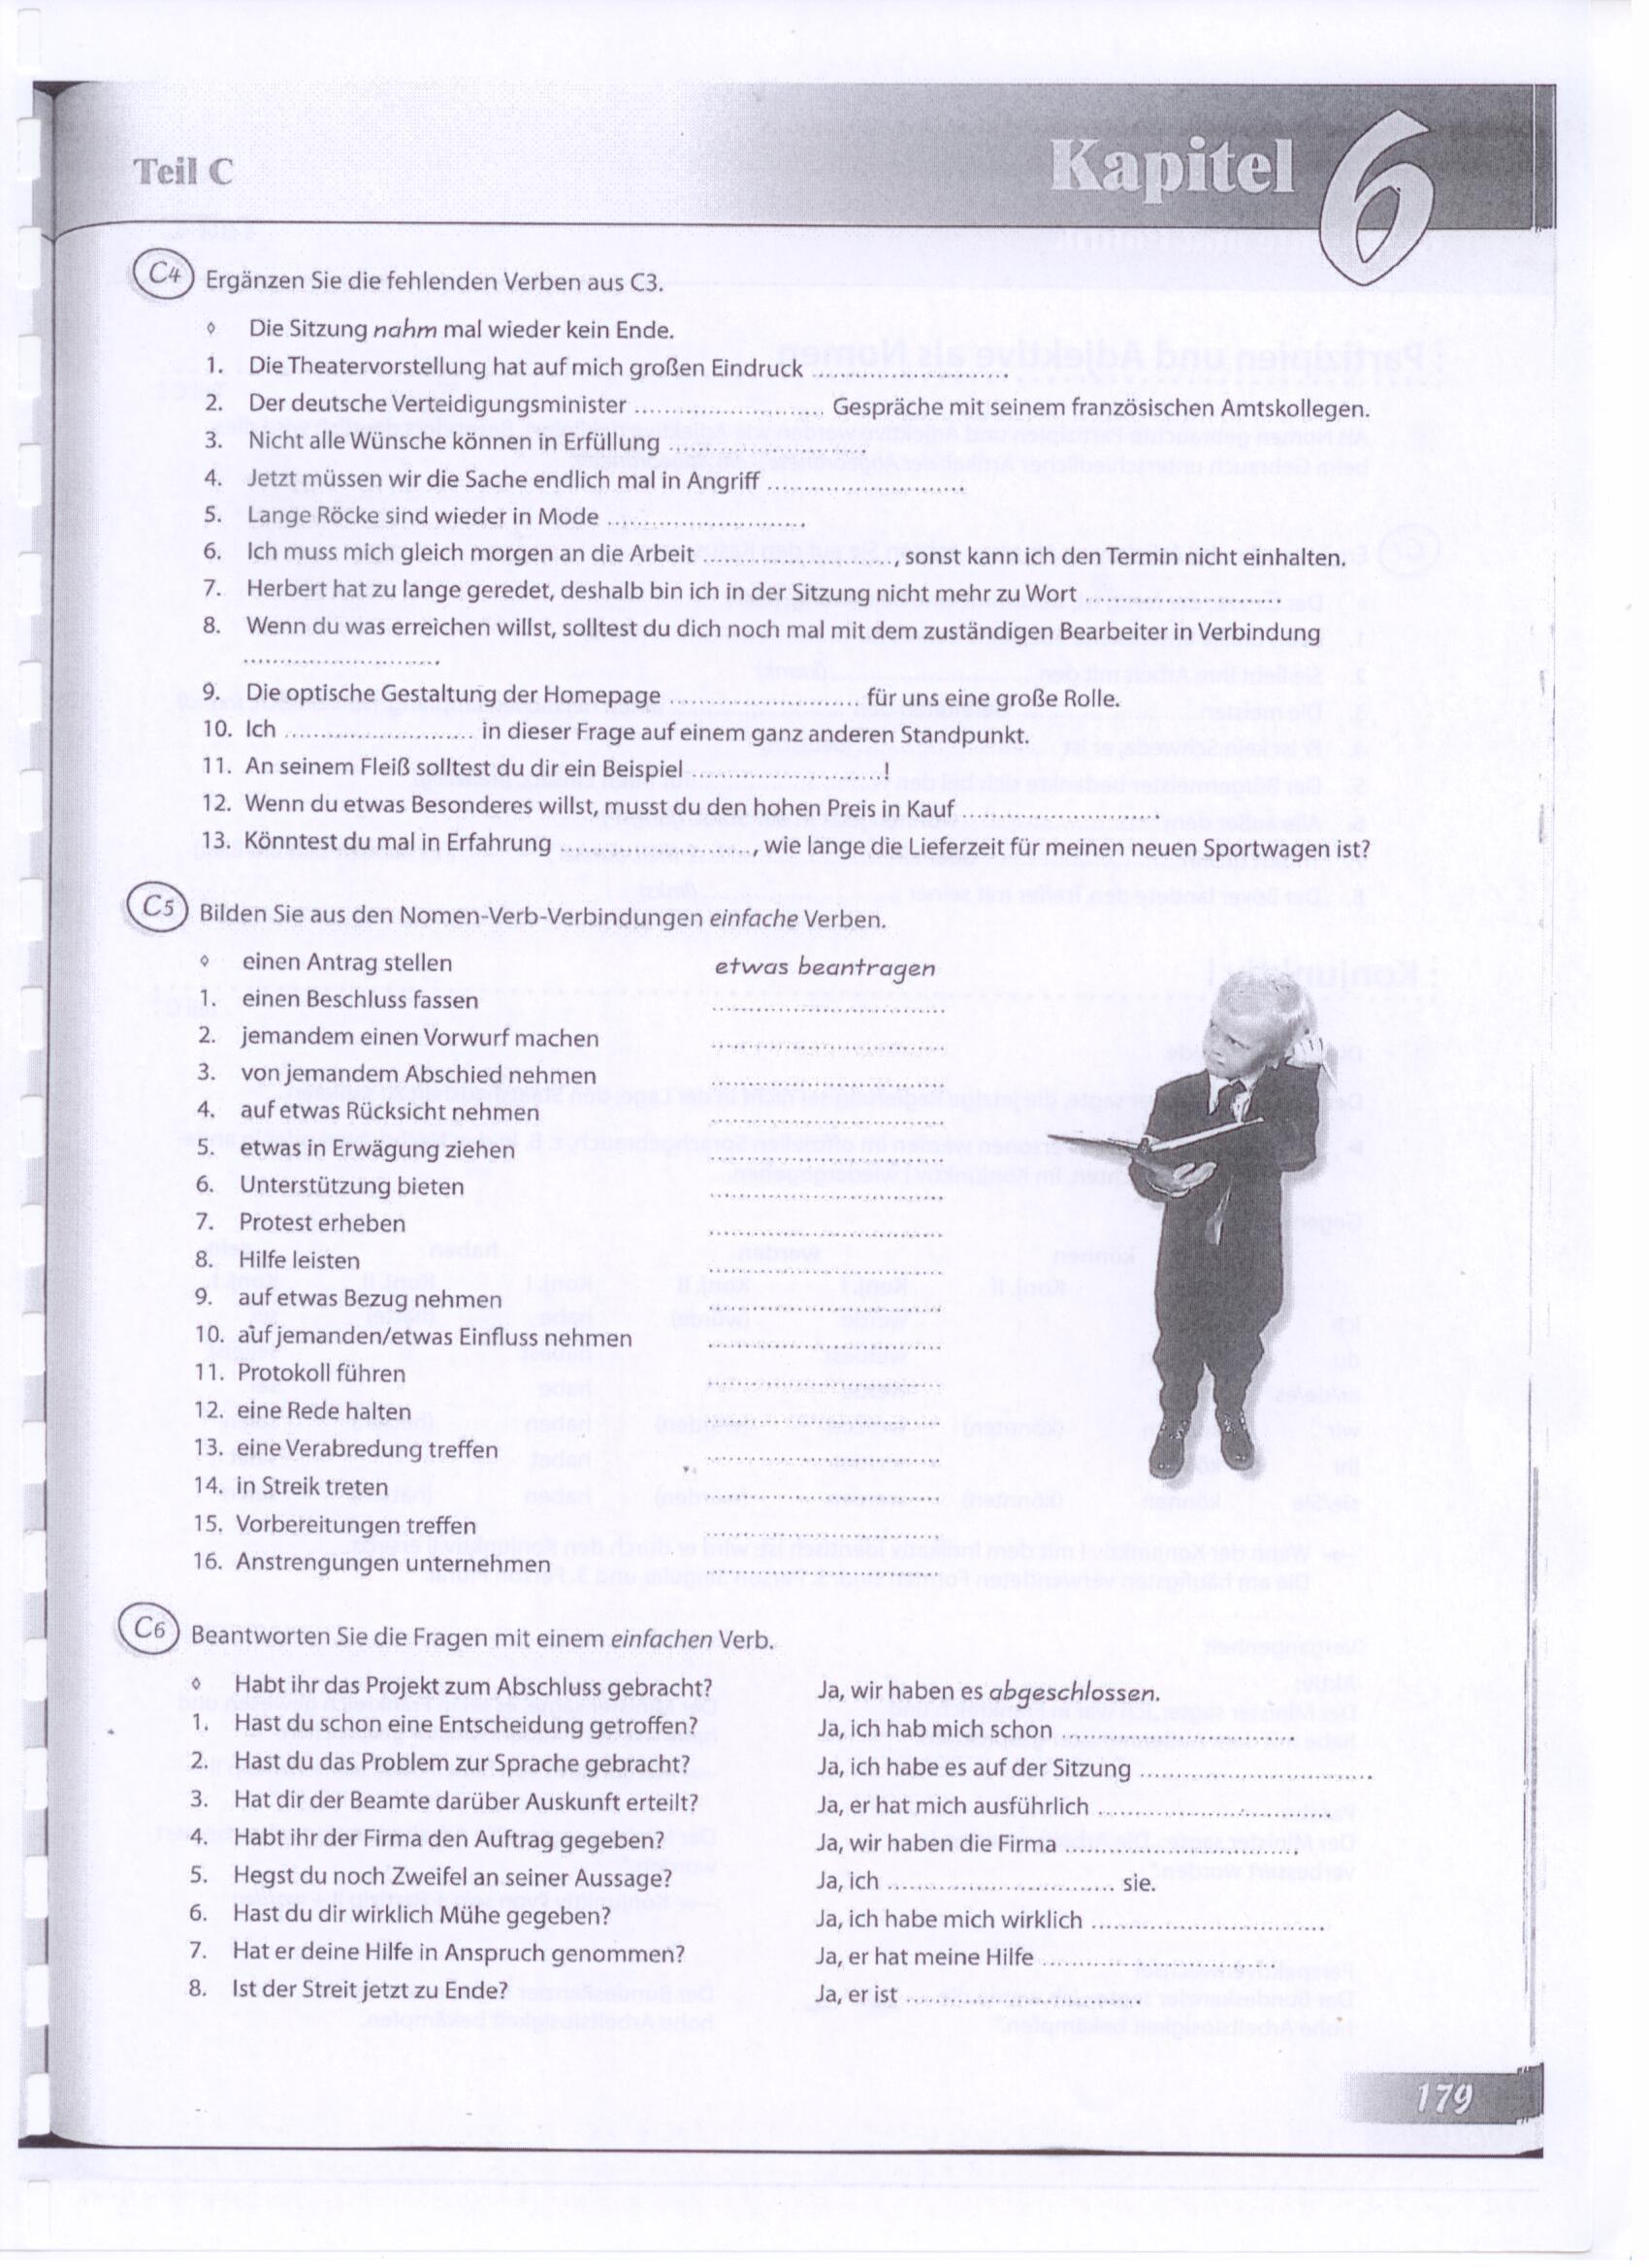 Teil C
Kapitel 6
C4 Ergänzen Sie die fehlenden Verben aus C3.
◊ Die Sitzung nahm mal wieder kein Ende.
1. Die Theatervorstellung hat auf mich großen Eindruck ..........................
2. Der deutsche Verteidigungsminister .......................... Gespräche mit seinem französischen Amtskollegen.
3. Nicht alle Wünsche können in Erfüllung ..........................
4. Jetzt müssen wir die Sache endlich mal in Angriff ..........................
5. Lange Röcke sind wieder in Mode ..........................
6. Ich muss mich gleich morgen an die Arbeit .........................., sonst kann ich den Termin nicht einhalten.
7. Herbert hat zu lange geredet, deshalb bin ich in der Sitzung nicht mehr zu Wort ..........................
8. Wenn du was erreichen willst, solltest du dich noch mal mit dem zuständigen Bearbeiter in Verbindung
..........................
9. Die optische Gestaltung der Homepage .......................... für uns eine große Rolle.
10. Ich .......................... in dieser Frage auf einem ganz anderen Standpunkt.
11. An seinem Fleiß solltest du dir ein Beispiel ..........................!
12. Wenn du etwas Besonderes willst, musst du den hohen Preis in Kauf ..........................
13. Könntest du mal in Erfahrung .........................., wie lange die Lieferzeit für meinen neuen Sportwagen ist?
C5 Bilden Sie aus den Nomen-Verb-Verbindungen einfache Verben.
◊ einen Antrag stellen etwas beantragen
1. einen Beschluss fassen ..............................
2. jemandem einen Vorwurf machen ..............................
3. von jemandem Abschied nehmen ..............................
4. auf etwas Rücksicht nehmen ..............................
5. etwas in Erwägung ziehen ..............................
6. Unterstützung bieten ..............................
7. Protest erheben ..............................
8. Hilfe leisten ..............................
9. auf etwas Bezug nehmen ..............................
10. auf jemanden/etwas Einfluss nehmen ..............................
11. Protokoll führen ..............................
12. eine Rede halten ..............................
13. eine Verabredung treffen ..............................
14. in Streik treten ..............................
15. Vorbereitungen treffen ..............................
16. Anstrengungen unternehmen ..............................
C6 Beantworten Sie die Fragen mit einem einfachen Verb.
◊ Habt ihr das Projekt zum Abschluss gebracht? Ja, wir haben es abgeschlossen.
1. Hast du schon eine Entscheidung getroffen? Ja, ich hab mich schon ..............................
2. Hast du das Problem zur Sprache gebracht? Ja, ich habe es auf der Sitzung ..............................
3. Hat dir der Beamte darüber Auskunft erteilt? Ja, er hat mich ausführlich ..............................
4. Habt ihr der Firma den Auftrag gegeben? Ja, wir haben die Firma ..............................
5. Hegst du noch Zweifel an seiner Aussage? Ja, ich .............................. sie.
6. Hast du dir wirklich Mühe gegeben? Ja, ich habe mich wirklich ..............................
7. Hat er deine Hilfe in Anspruch genommen? Ja, er hat meine Hilfe ..............................
8. Ist der Streit jetzt zu Ende? Ja, er ist ..............................
179